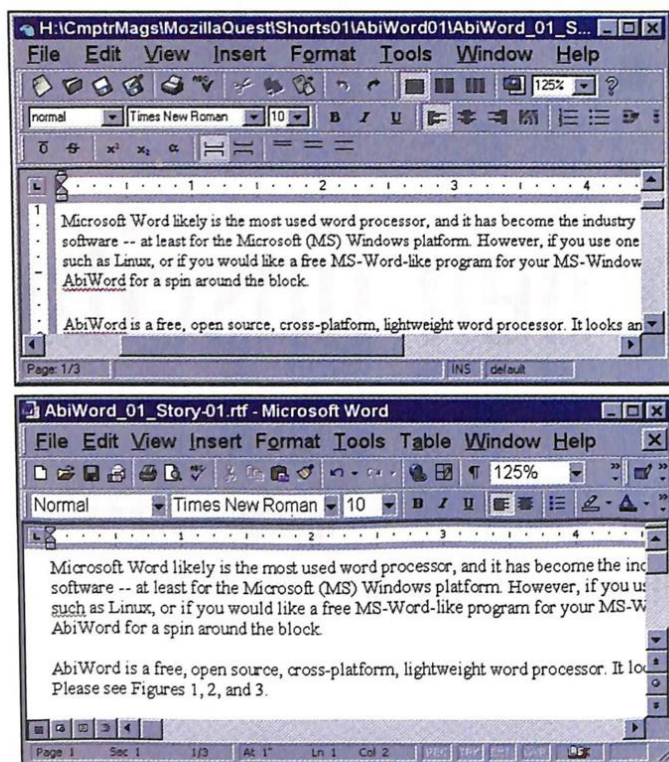 H:\CmptrMags\MozillaQuest\Shorts01\AbiWord01\AbiWord_01_S...
File Edit View Insert Format Tools Window Help
125%
normal Times New Roman 10 B I U
1 2 3 4
1
Microsoft Word likely is the most used word processor, and it has become the industry
software -- at least for the Microsoft (MS) Windows platform. However, if you use one
such as Linux, or if you would like a free MS-Word-like program for your MS-Window
AbiWord for a spin around the block.
AbiWord is a free, open source, cross-platform, lightweight word processor. It looks an
Page: 1/3 INS default
AbiWord_01_Story-01.rtf - Microsoft Word
File Edit View Insert Format Tools Table Window Help
125%
Normal Times New Roman 10 B I U
1 2 3 4
Microsoft Word likely is the most used word processor, and it has become the inc
software -- at least for the Microsoft (MS) Windows platform. However, if you us
such as Linux, or if you would like a free MS-Word-like program for your MS-W
AbiWord for a spin around the block.
AbiWord is a free, open source, cross-platform, lightweight word processor. It loo
Please see Figures 1, 2, and 3.
Page 1 Sec 1 1/3 At 1" Ln 1 Col 2